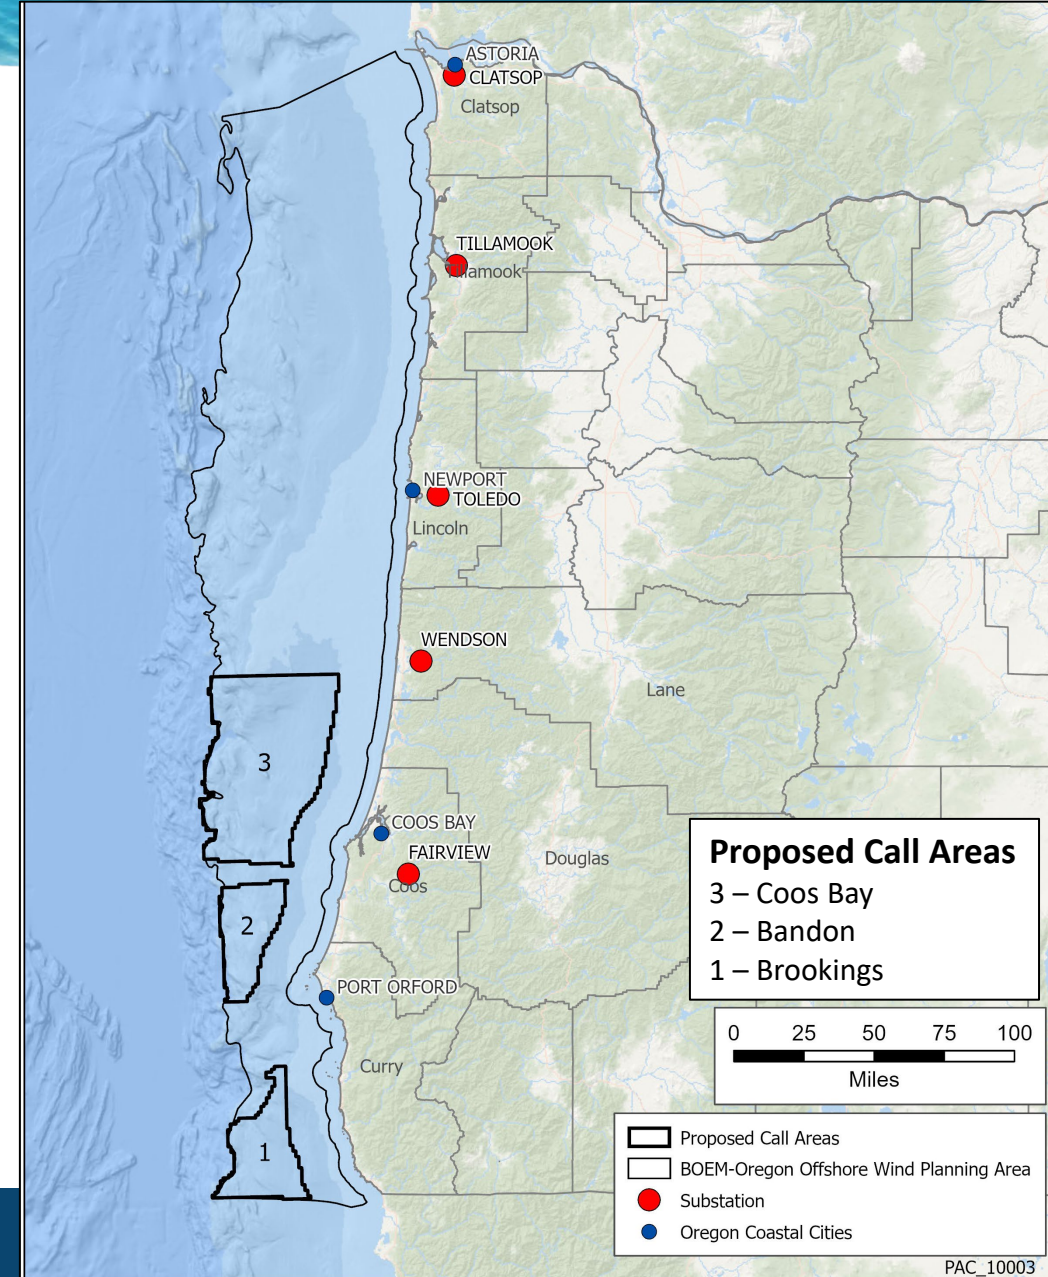 ASTORIA
CLATSOP
Clatsop
TILLAMOOK
Tillamook
NEWPORT
TOLEDO
Lincoln
WENDSON
Lane
3
COOS BAY
FAIRVIEW
Coos
Douglas
2
PORT ORFORD
Curry
1
Proposed Call Areas
3 – Coos Bay
2 – Bandon
1 – Brookings
0 25 50 75 100
Miles
Proposed Call Areas
BOEM-Oregon Offshore Wind Planning Area
Substation
Oregon Coastal Cities
PAC_10003